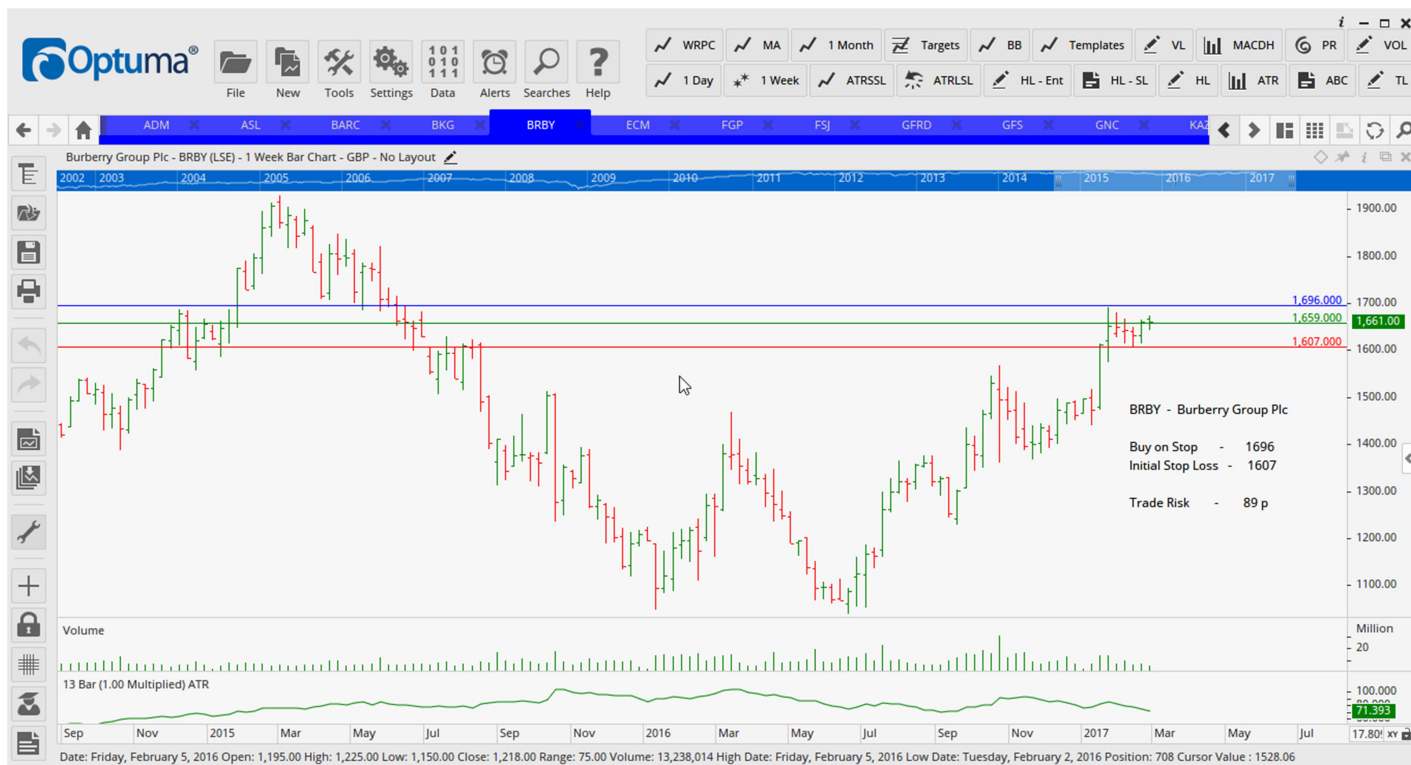 Optuma®
File New Tools Settings Data Alerts Searches Help
WRPC MA 1 Month Targets BB Templates VL MACDH PR VOL
1 Day 1 Week ATRSSL ATRLSL HL - Ent HL - SL HL ATR ABC TL
ADM ASL BARC BKG BRBY ECM FGP FSJ GFRD GFS GNC
Burberry Group Plc - BRBY (LSE) - 1 Week Bar Chart - GBP - No Layout
2002 2003 2004 2005 2006 2007 2008 2009 2010 2011 2012 2013 2014 2015 2016 2017
1900.00
1800.00
1700.00
1,696.000
1,659.000
1,661.00
1,607.000
1600.00
1500.00
BRBY - Burberry Group Plc
1400.00
Buy on Stop - 1696
Initial Stop Loss - 1607
1300.00
Trade Risk - 89 p
1200.00
1100.00
Volume
Million
20
13 Bar (1.00 Multiplied) ATR
100.000
71.393
Sep Nov 2015 Mar May Jul Sep Nov 2016 Mar May Jul Sep Nov 2017 Mar May Jul
XY
Date: Friday, February 5, 2016 Open: 1,195.00 High: 1,225.00 Low: 1,150.00 Close: 1,218.00 Range: 75.00 Volume: 13,238,014 High Date: Friday, February 5, 2016 Low Date: Tuesday, February 2, 2016 Position: 708 Cursor Value : 1528.06